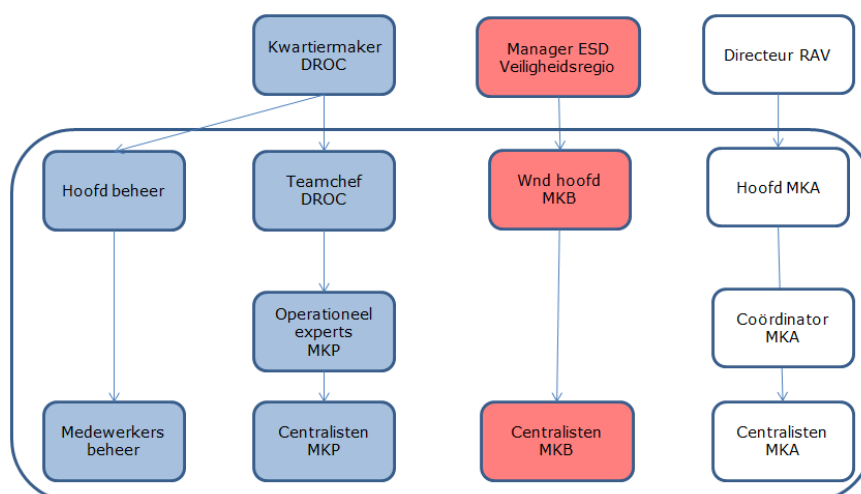 Kwartiermaker
DROC
Manager ESD
Veiligheidsregio
Directeur RAV
Hoofd beheer
Teamchef
DROC
Wnd hoofd
MKB
Hoofd MKA
Operationeel
experts
MKP
Coördinator
MKA
Medewerkers
beheer
Centralisten
MKP
Centralisten
MKB
Centralisten
MKA